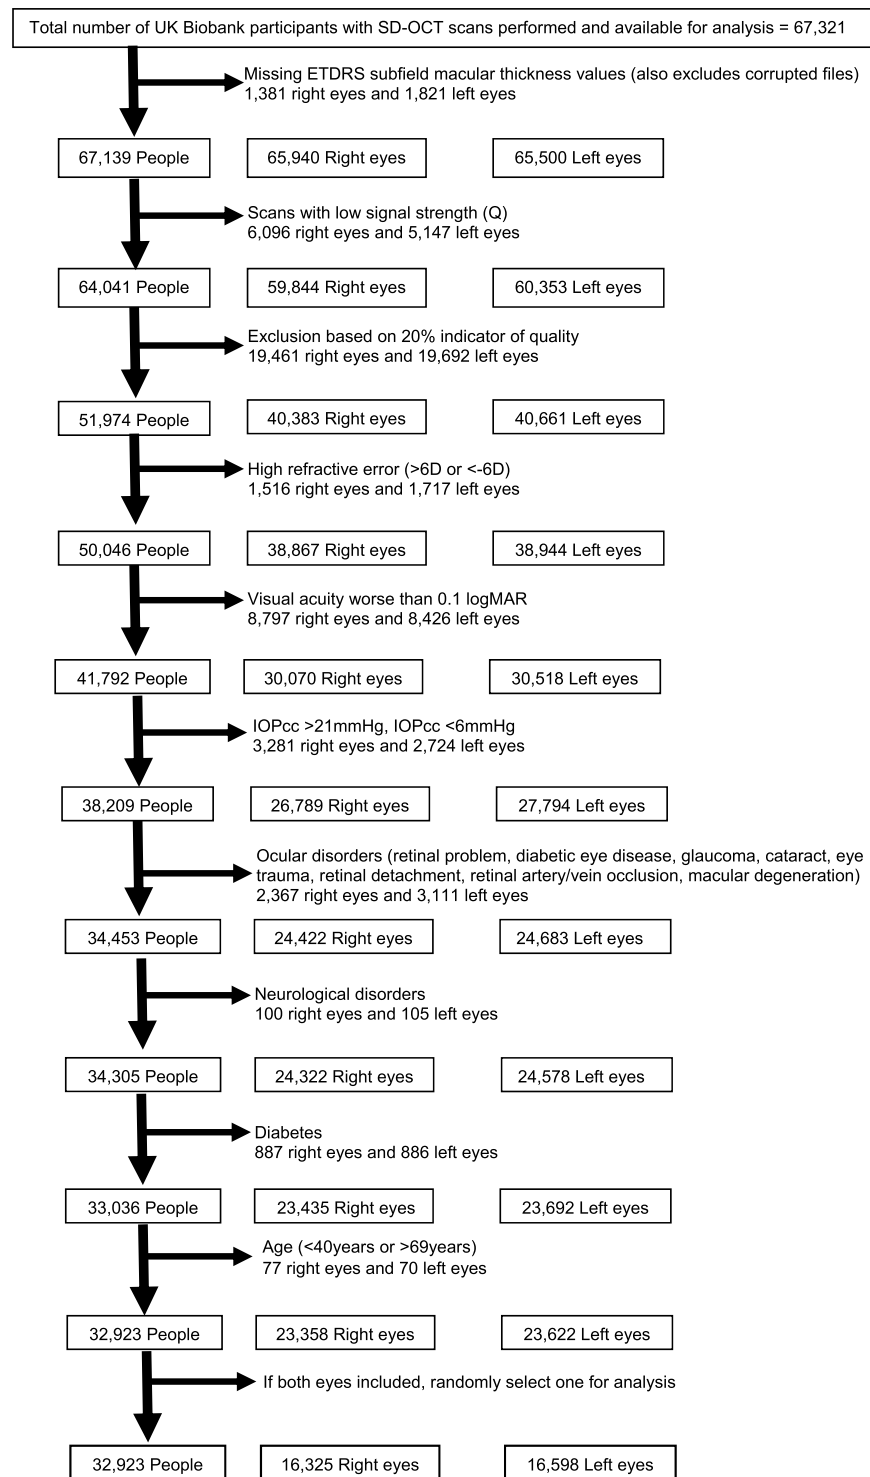 Total number of UK Biobank participants with SD-OCT scans performed and available for analysis = 67,321
Missing ETDRS subfield macular thickness values (also excludes corrupted files)
1,381 right eyes and 1,821 left eyes
67,139 People
65,940 Right eyes
65,500 Left eyes
Scans with low signal strength (Q)
6,096 right eyes and 5,147 left eyes
64,041 People
59,844 Right eyes
60,353 Left eyes
Exclusion based on 20% indicator of quality
19,461 right eyes and 19,692 left eyes
51,974 People
40,383 Right eyes
40,661 Left eyes
High refractive error (>6D or <-6D)
1,516 right eyes and 1,717 left eyes
50,046 People
38,867 Right eyes
38,944 Left eyes
Visual acuity worse than 0.1 logMAR
8,797 right eyes and 8,426 left eyes
41,792 People
30,070 Right eyes
30,518 Left eyes
IOPcc >21mmHg, IOPcc <6mmHg
3,281 right eyes and 2,724 left eyes
38,209 People
26,789 Right eyes
27,794 Left eyes
Ocular disorders (retinal problem, diabetic eye disease, glaucoma, cataract, eye
trauma, retinal detachment, retinal artery/vein occlusion, macular degeneration)
2,367 right eyes and 3,111 left eyes
34,453 People
24,422 Right eyes
24,683 Left eyes
Neurological disorders
100 right eyes and 105 left eyes
34,305 People
24,322 Right eyes
24,578 Left eyes
Diabetes
887 right eyes and 886 left eyes
33,036 People
23,435 Right eyes
23,692 Left eyes
Age (<40years or >69years)
77 right eyes and 70 left eyes
32,923 People
23,358 Right eyes
23,622 Left eyes
If both eyes included, randomly select one for analysis
32,923 People
16,325 Right eyes
16,598 Left eyes